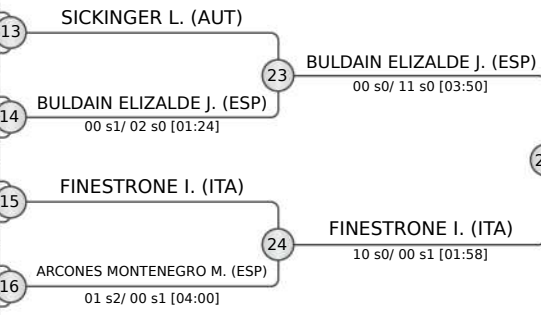 13
SICKINGER L. (AUT)
23
BULDAIN ELIZALDE J. (ESP)
00 s0/ 11 s0 [03:50]
14
BULDAIN ELIZALDE J. (ESP)
00 s1/ 02 s0 [01:24]
15
FINESTRONE I. (ITA)
24
FINESTRONE I. (ITA)
10 s0/ 00 s1 [01:58]
16
ARCONES MONTENEGRO M. (ESP)
01 s2/ 00 s1 [04:00]